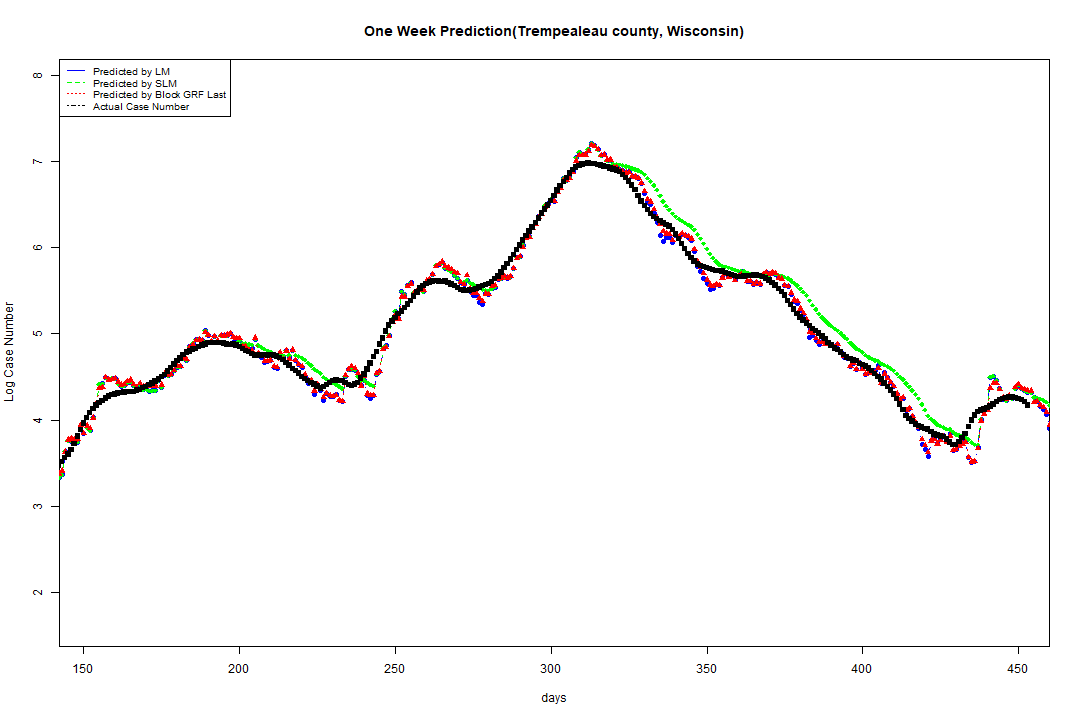 One Week Prediction(Trempealeau county, Wisconsin)
Predicted by LM
Predicted by SLM
Predicted by Block GRF Last
Actual Case Number
8
7
6
5
4
3
2
Log Case Number
150 200 250 300 350 400 450
days